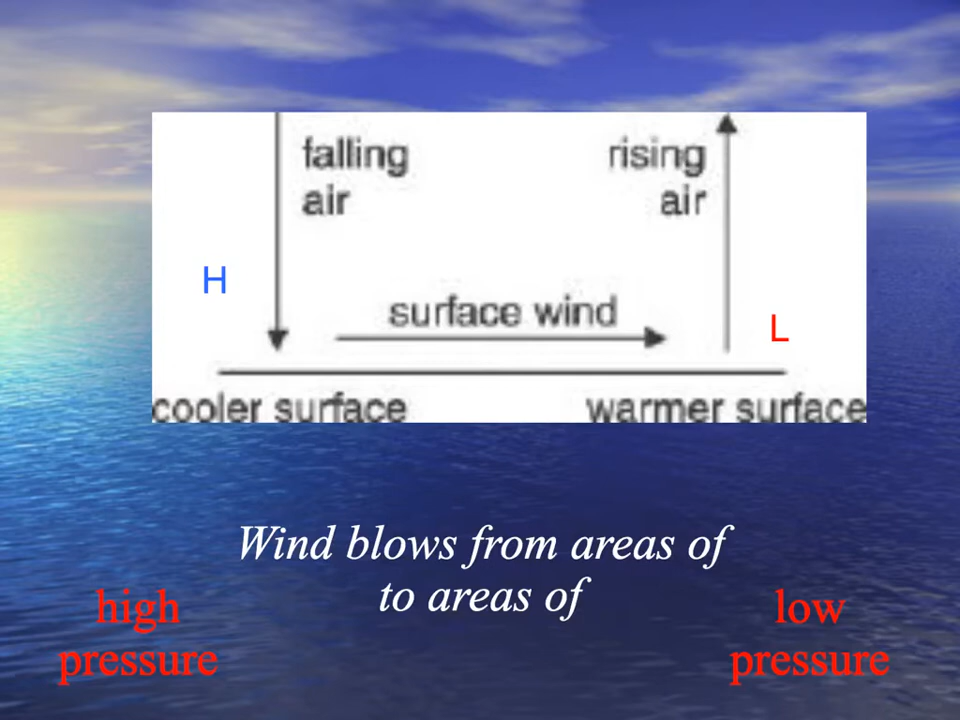 falling
air
rising
air
H
surface wind
L
cooler surface
warmer surface
Wind blows from areas of
to areas of
high
pressure
low
pressure